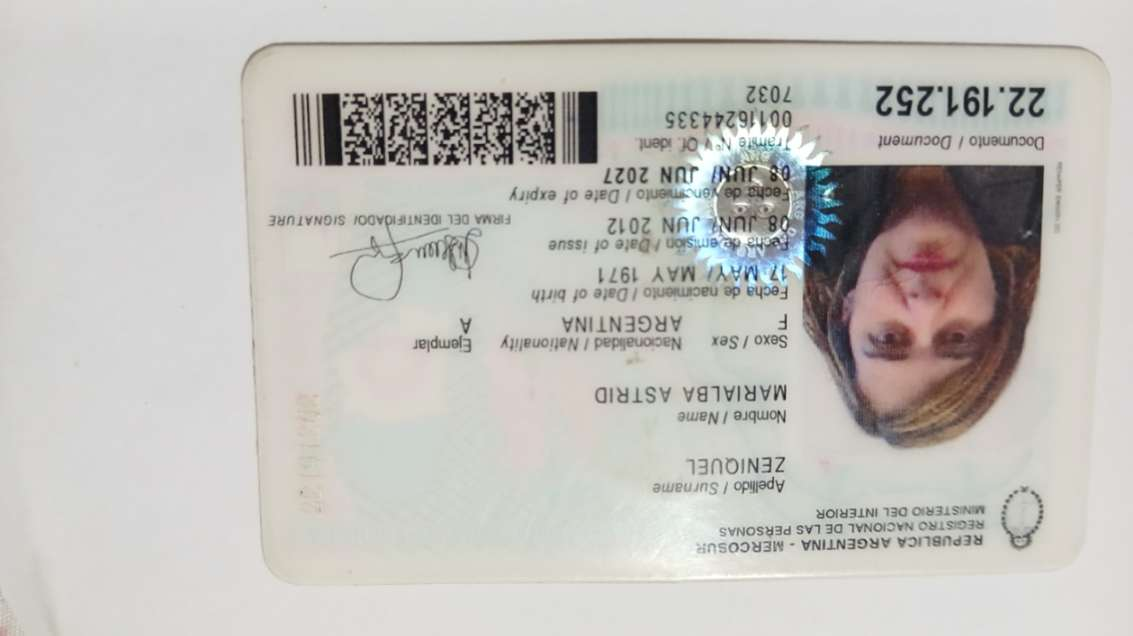 REPUBLICA ARGENTINA - MERCOSUR
REGISTRO NACIONAL DE LAS PERSONAS
MINISTERIO DEL INTERIOR
Apellido / Surname
ZENIQUEL
Nombre / Name
MARIALBA ASTRID
Sexo / Sex Nacionalidad / Nationality Ejemplar
F ARGENTINA A
Fecha de nacimiento / Date of birth
17 MAY/ MAY 1971
Fecha de emisión / Date of issue
08 JUN/ JUN 2012
FIRMA DEL IDENTIFICADO/ SIGNATURE
Fecha de vencimiento / Date of expiry
08 JUN/ JUN 2027
Documento / Document
22.191.252
Trámite Nº / Of. ident.
00116244335
7032